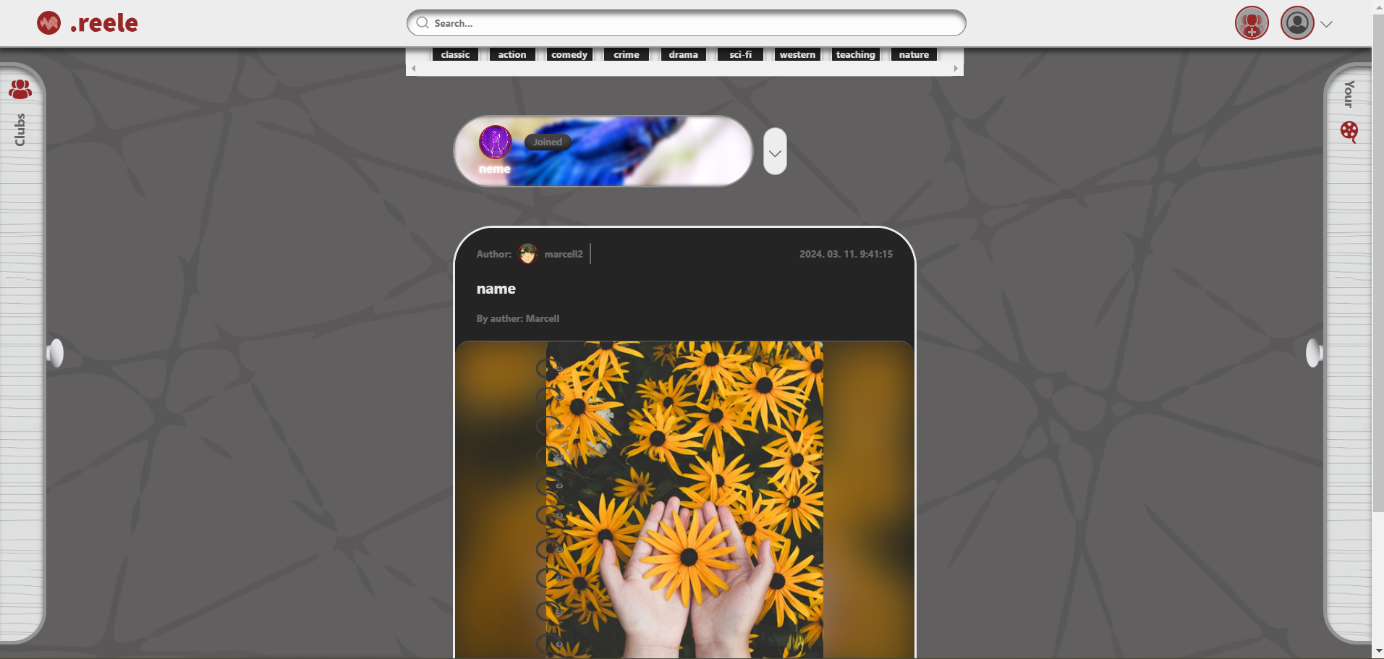 .reele
Search...
classic action comedy crime drama sci-fi western teaching nature
Clubs
Your
Joined
neme
Author: marcell2 2024. 03. 11. 9:41:15
name
By auther: Marcell